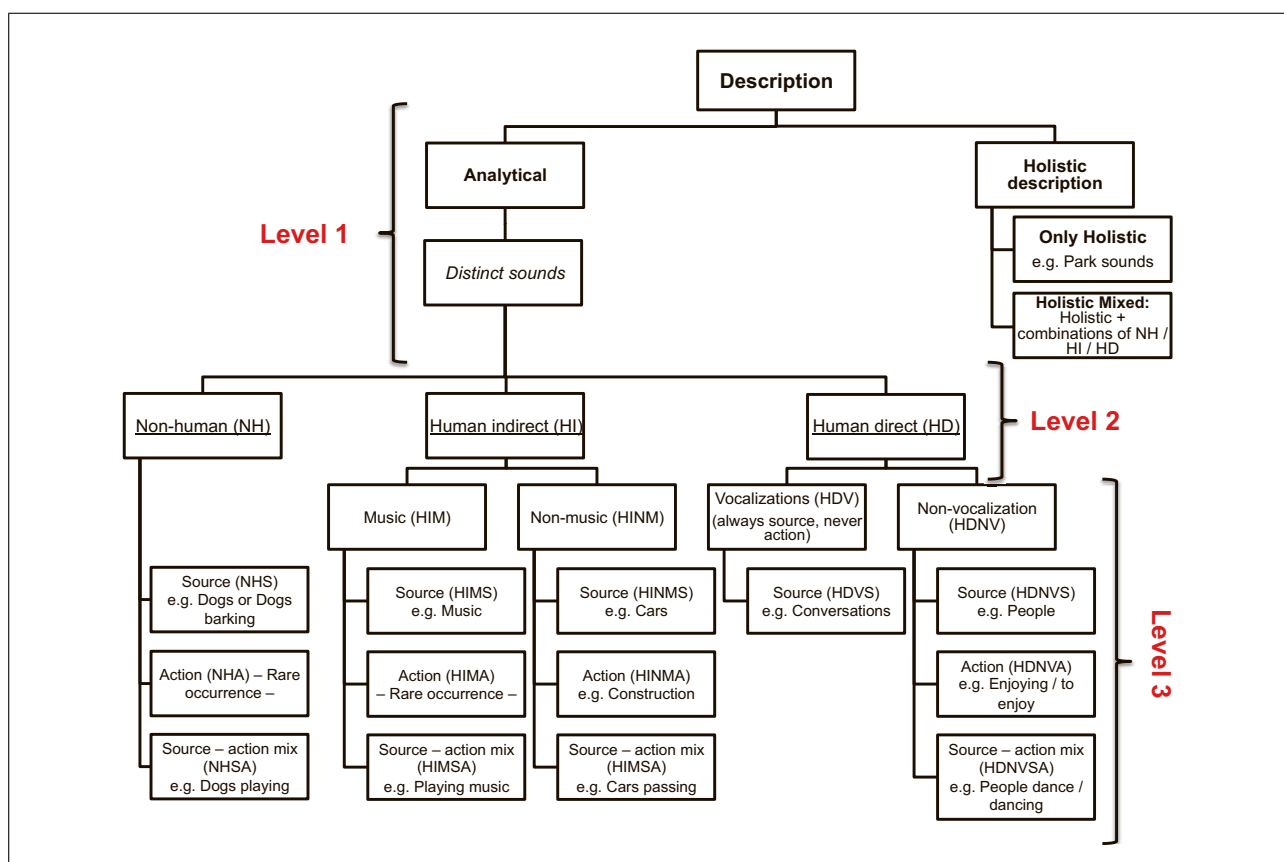 Description
Analytical
Holistic
description
Level 1
Only Holistic
e.g. Park sounds
Distinct sounds
Holistic Mixed:
Holistic +
combinations of NH /
HI / HD
Non-human (NH)
Human indirect (HI)
Human direct (HD)
Level 2
Music (HIM)
Non-music (HINM)
Vocalizations (HDV)
(always source, never
action)
Non-vocalization
(HDNV)
Source (NHS)
e.g. Dogs or Dogs
barking
Source (HIMS)
e.g. Music
Source (HINMS)
e.g. Cars
Source (HDVS)
e.g. Conversations
Source (HDNVS)
e.g. People
Level 3
Action (NHA) – Rare
occurrence –
Action (HIMA)
– Rare occurrence –
Action (HINMA)
e.g. Construction
Action (HDNVA)
e.g. Enjoying / to
enjoy
Source – action mix
(NHSA)
e.g. Dogs playing
Source – action mix
(HIMSA)
e.g. Playing music
Source – action mix
(HIMSA)
e.g. Cars passing
Source – action mix
(HDNVSA)
e.g. People dance /
dancing